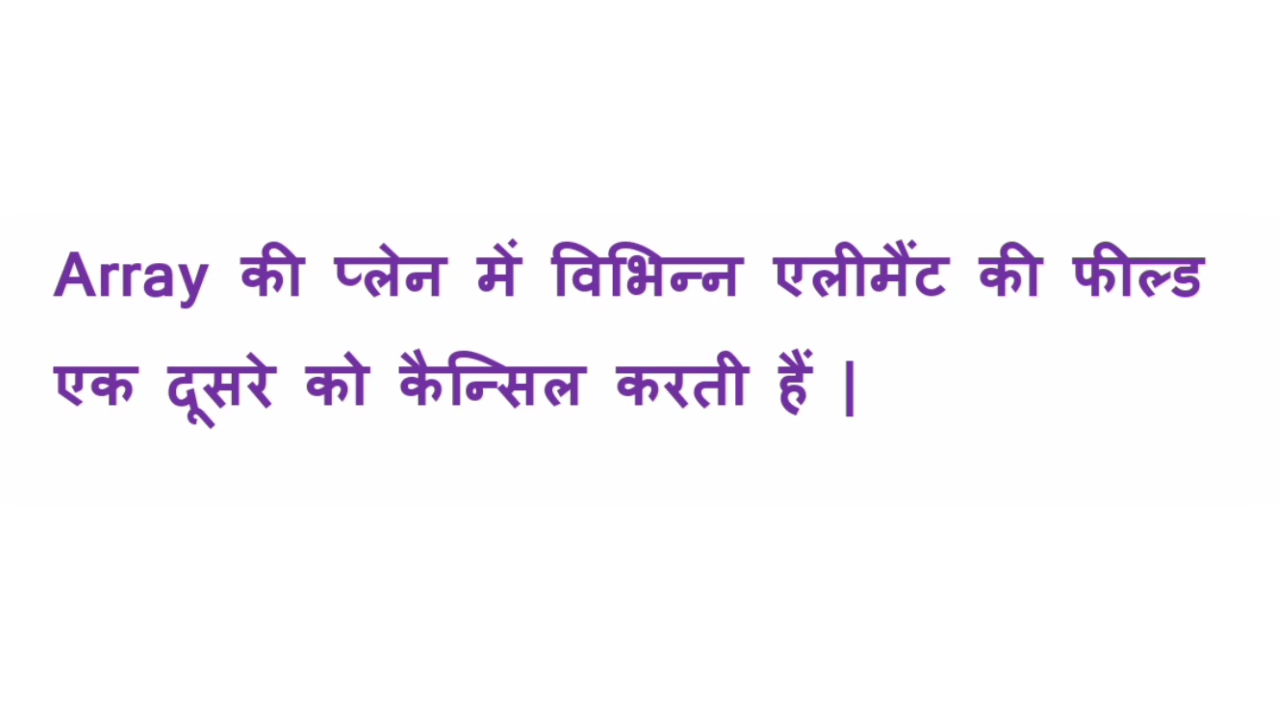 Array की प्लेन में विभिन्न एलीमैंट की फील्ड
एक दूसरे को कैन्सिल करती हैं |